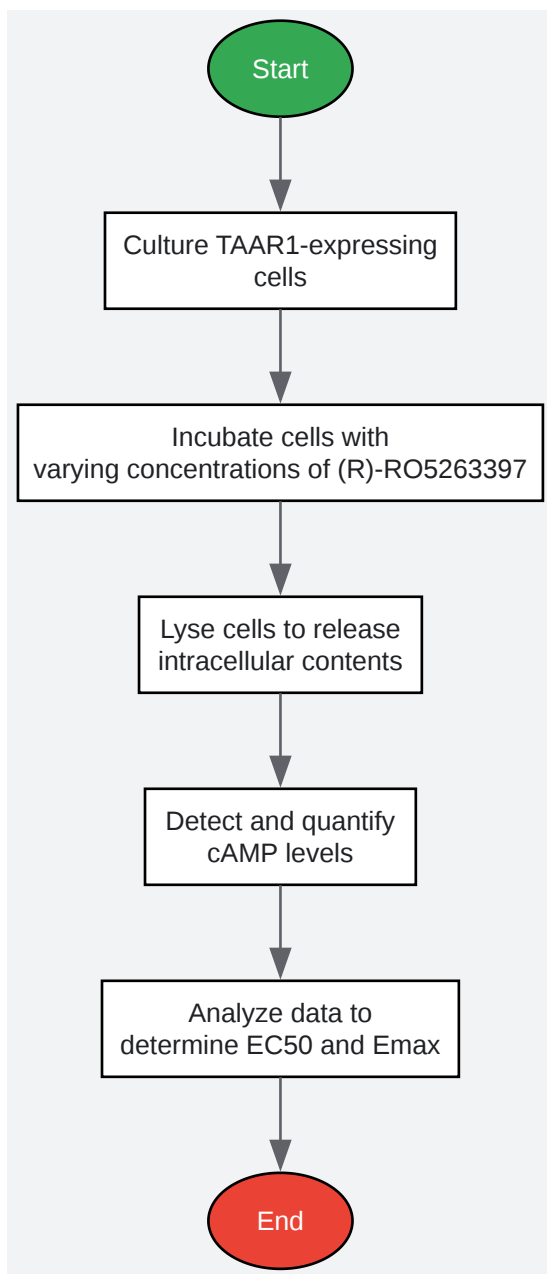 Start
Culture TAAR1-expressing
cells
Incubate cells with
varying concentrations of (R)-RO5263397
Lyse cells to release
intracellular contents
Detect and quantify
cAMP levels
Analyze data to
determine EC50 and Emax
End